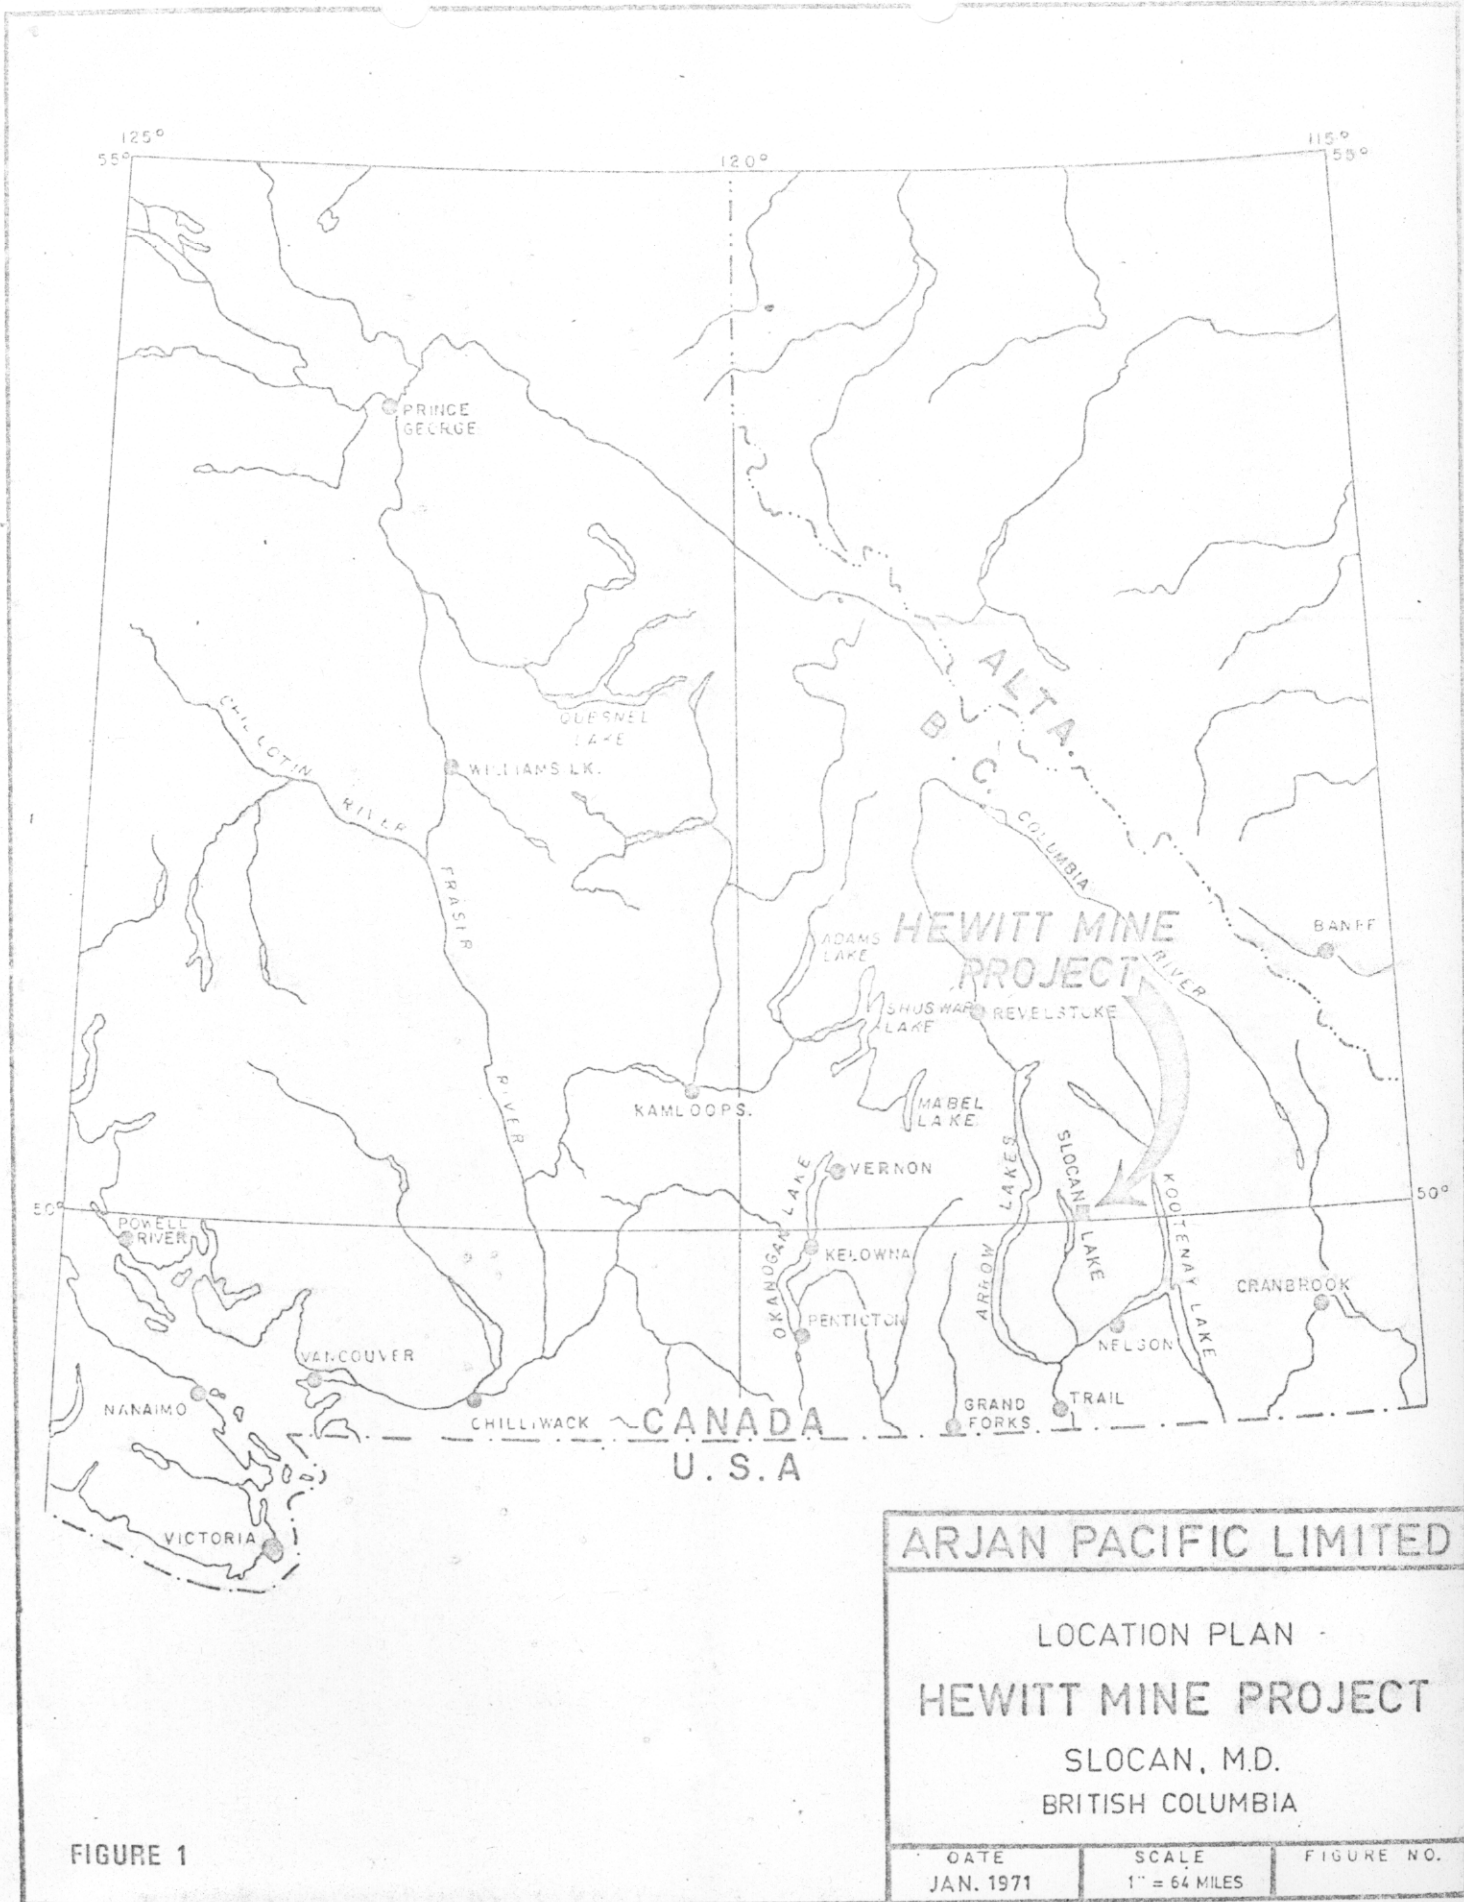 125°
115°
55°
120°
55°
PRINCE
GEORGE
ALTA.
B.C.
QUESNEL
LAKE
CHILCOTIN
RIVER
WILLIAMS LK.
COLUMBIA
RIVER
FRASER
RIVER
HEWITT MINE
PROJECT
BANFF
ADAMS
LAKE
SHUSWAP
LAKE
REVELSTOKE
KAMLOOPS.
MABEL
LAKE
VERNON
OKANOGAN LAKE
ARROW LAKES
SLOCAN LAKE
KOOTENAY LAKE
50°
50°
POWELL
RIVER
KELOWNA
CRANBROOK
PENTICTON
NELSON
VANCOUVER
NANAIMO
CHILLIWACK
GRAND
FORKS
TRAIL
CANADA
U.S.A
VICTORIA
ARJAN PACIFIC LIMITED
LOCATION PLAN
HEWITT MINE PROJECT
SLOCAN, M.D.
BRITISH COLUMBIA
FIGURE 1
DATE
JAN. 1971
SCALE
1" = 64 MILES
FIGURE NO.